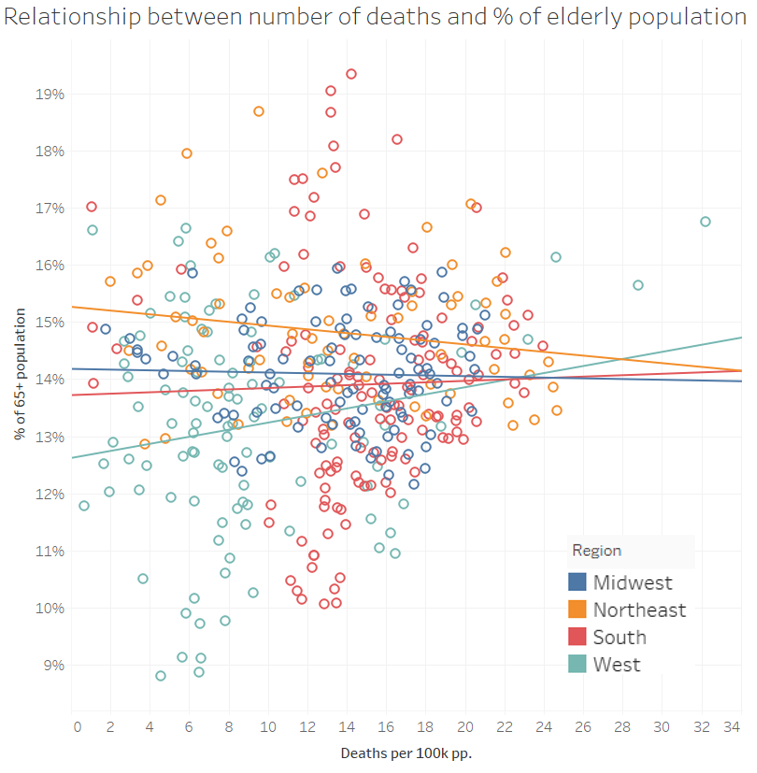 Relationship between number of deaths and % of elderly population
19%
18%
17%
16%
15%
14%
13%
12%
11%
10%
9%
% of 65+ population
0 2 4 6 8 10 12 14 16 18 20 22 24 26 28 30 32 34
Deaths per 100k pp.
Region
Midwest
Northeast
South
West